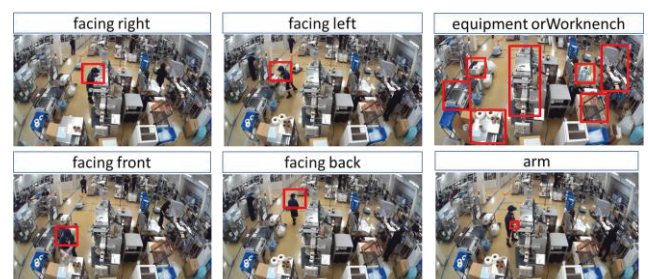 facing right
facing left
equipment orWorknench
facing front
facing back
arm